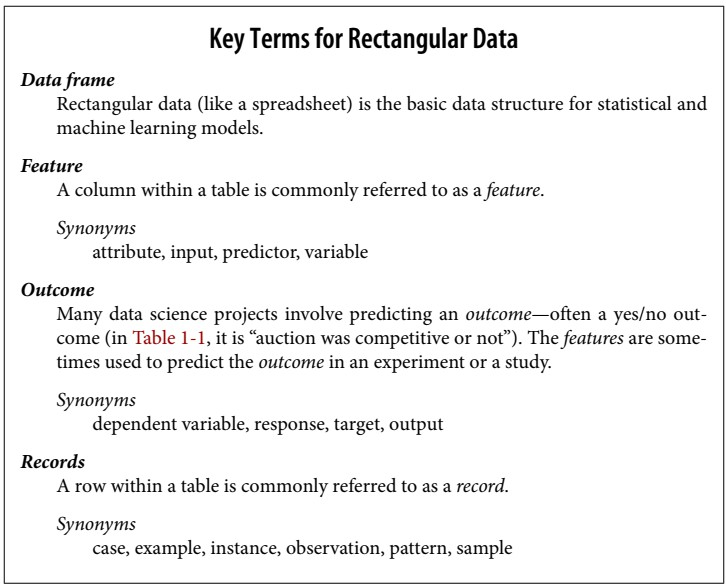 Key Terms for Rectangular Data
Data frame
Rectangular data (like a spreadsheet) is the basic data structure for statistical and
machine learning models.
Feature
A column within a table is commonly referred to as a feature.
Synonyms
attribute, input, predictor, variable
Outcome
Many data science projects involve predicting an outcome—often a yes/no out-
come (in Table 1-1, it is “auction was competitive or not”). The features are some-
times used to predict the outcome in an experiment or a study.
Synonyms
dependent variable, response, target, output
Records
A row within a table is commonly referred to as a record.
Synonyms
case, example, instance, observation, pattern, sample